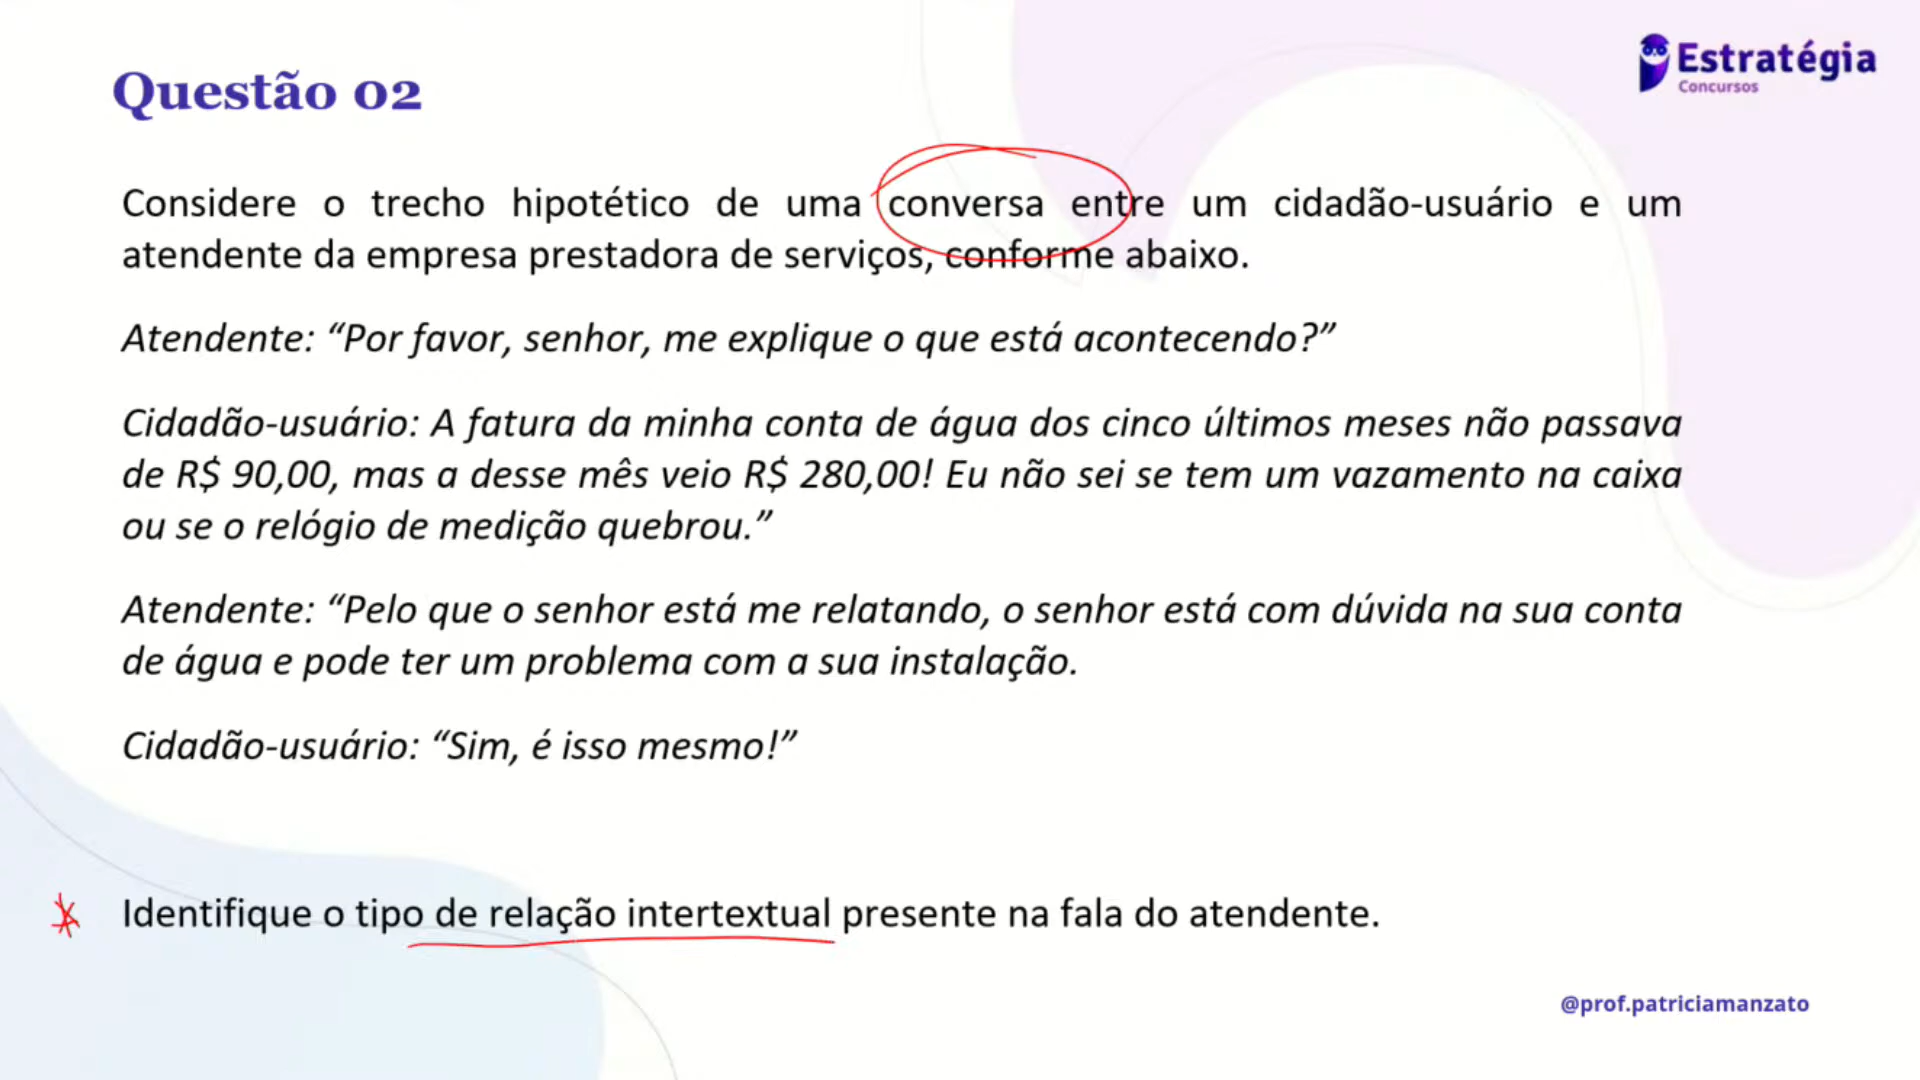 Estratégia
Concursos
Questão 02
Considere o trecho hipotético de uma conversa entre um cidadão-usuário e um
atendente da empresa prestadora de serviços, conforme abaixo.
Atendente: “Por favor, senhor, me explique o que está acontecendo?”
Cidadão-usuário: A fatura da minha conta de água dos cinco últimos meses não passava
de R$ 90,00, mas a desse mês veio R$ 280,00! Eu não sei se tem um vazamento na caixa
ou se o relógio de medição quebrou.”
Atendente: “Pelo que o senhor está me relatando, o senhor está com dúvida na sua conta
de água e pode ter um problema com a sua instalação.
Cidadão-usuário: “Sim, é isso mesmo!”
Identifique o tipo de relação intertextual presente na fala do atendente.
@prof.patriciamanzato